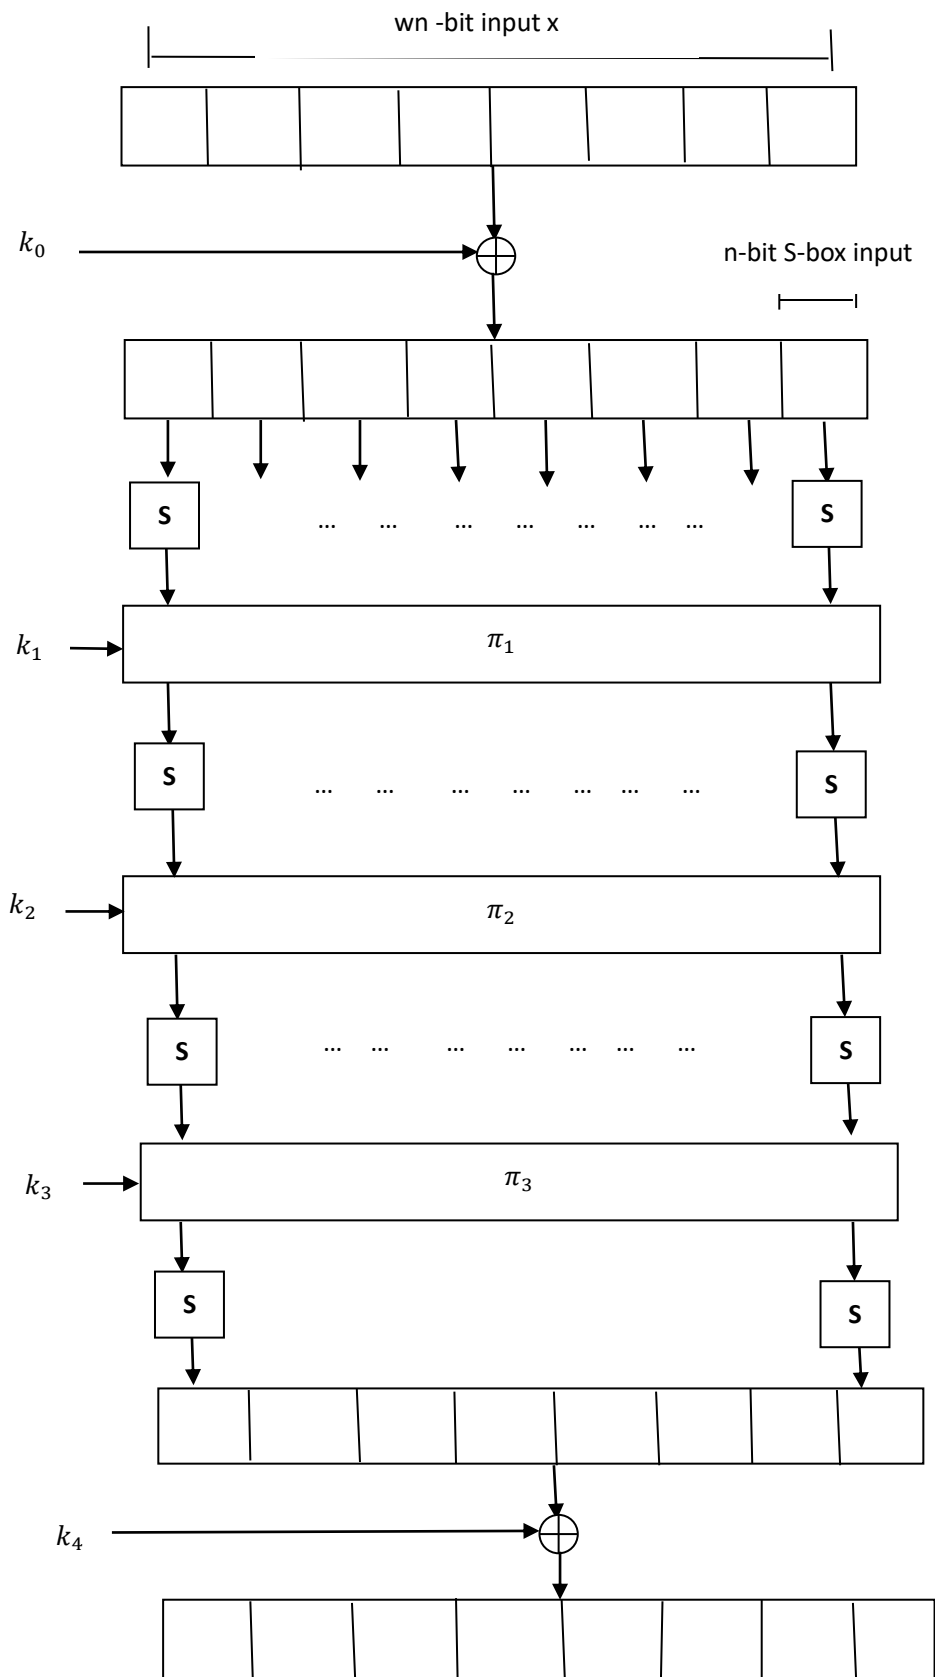 wn -bit input x
k₀
n-bit S-box input
S ... ... ... ... ... ... ... S
k₁ π₁
S ... ... ... ... ... ... ... S
k₂ π₂
S ... ... ... ... ... ... ... S
k₃ π₃
S S
k₄